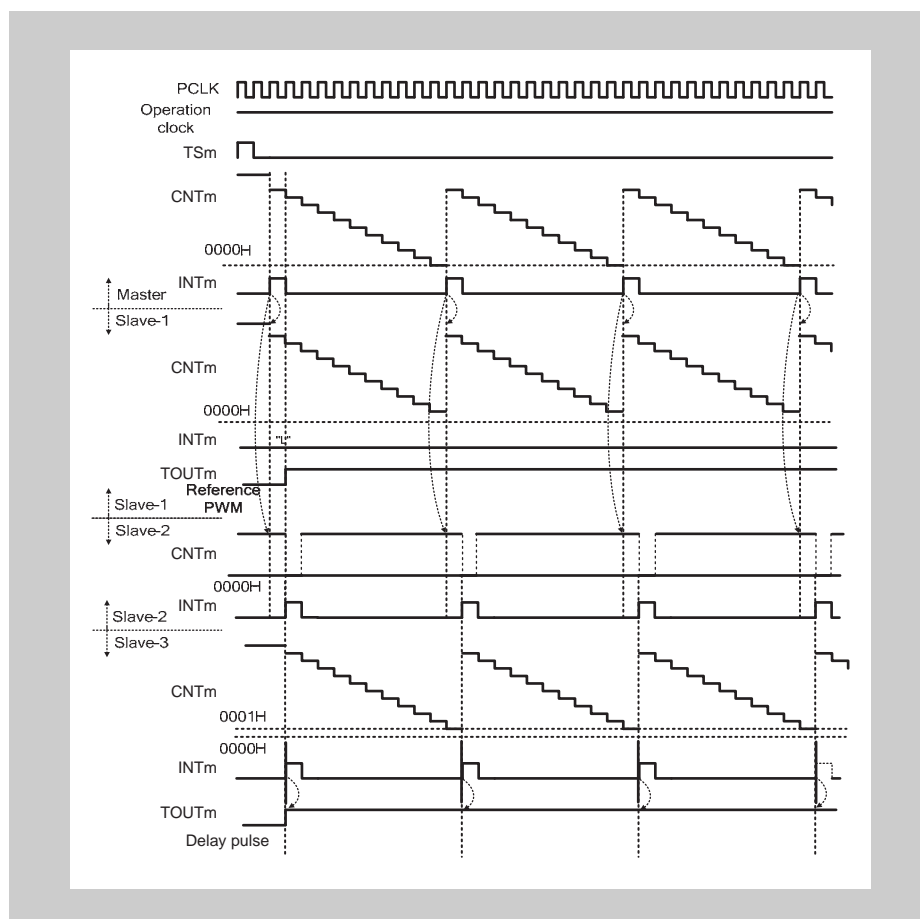 PCLK
Operation
clock
TSm
CNTm
0000H
INTm
Master
Slave-1
CNTm
0000H
INTm
"L"
TOUTm
Reference
PWM
Slave-1
Slave-2
CNTm
0000H
INTm
Slave-2
Slave-3
CNTm
0001H
0000H
INTm
TOUTm
Delay pulse